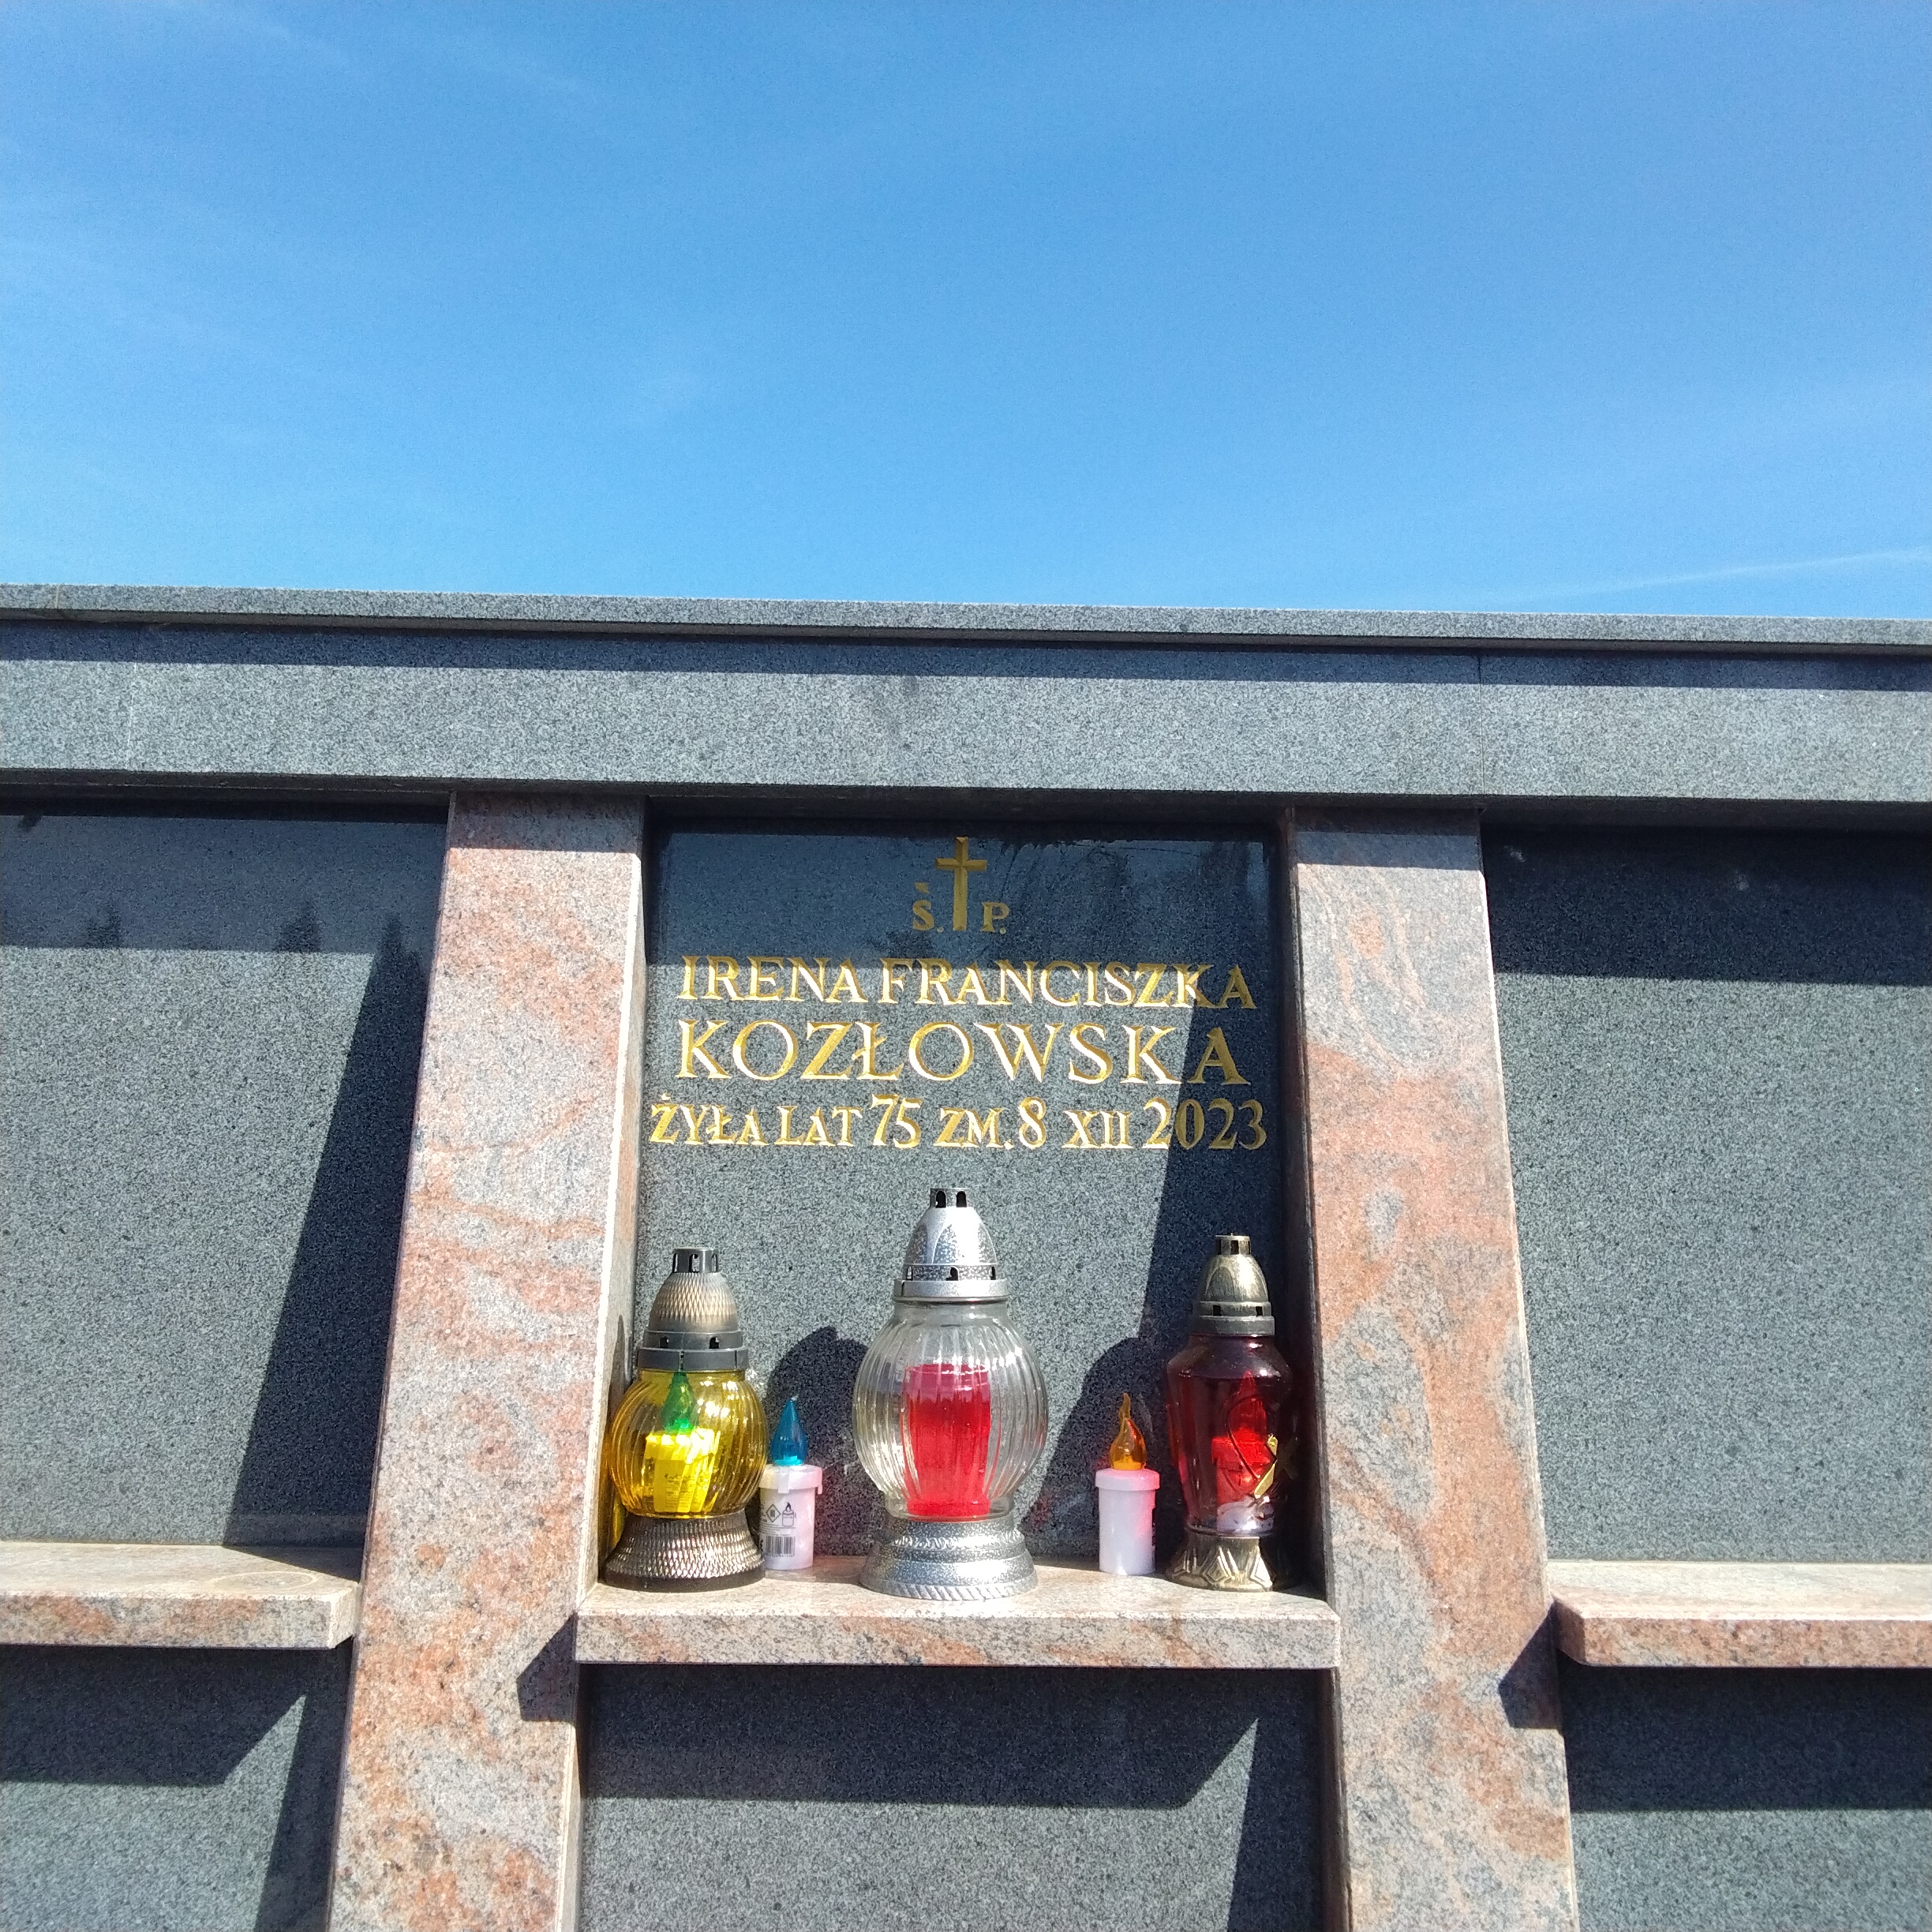 Ś. P.
IRENA FRANCISZKA
KOZŁOWSKA
ŻYŁA LAT 75 ZM. 8 XII 2023